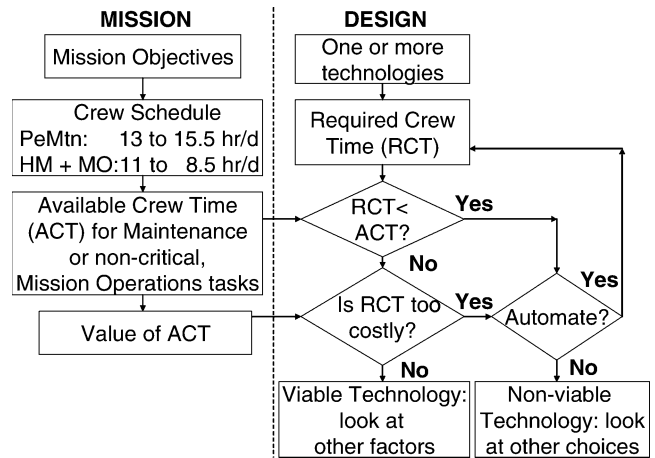 MISSION
Mission Objectives
Crew Schedule
PeMtn: 13 to 15.5 hr/d
HM + MO:11 to 8.5 hr/d
Available Crew Time
(ACT) for Maintenance
or non-critical,
Mission Operations tasks
Value of ACT
DESIGN
One or more
technologies
Required Crew
Time (RCT)
RCT<
ACT?
Yes
No
Is RCT too
costly?
Yes
No
Automate?
Yes
No
Viable Technology:
look at
other factors
Non-viable
Technology: look
at other choices